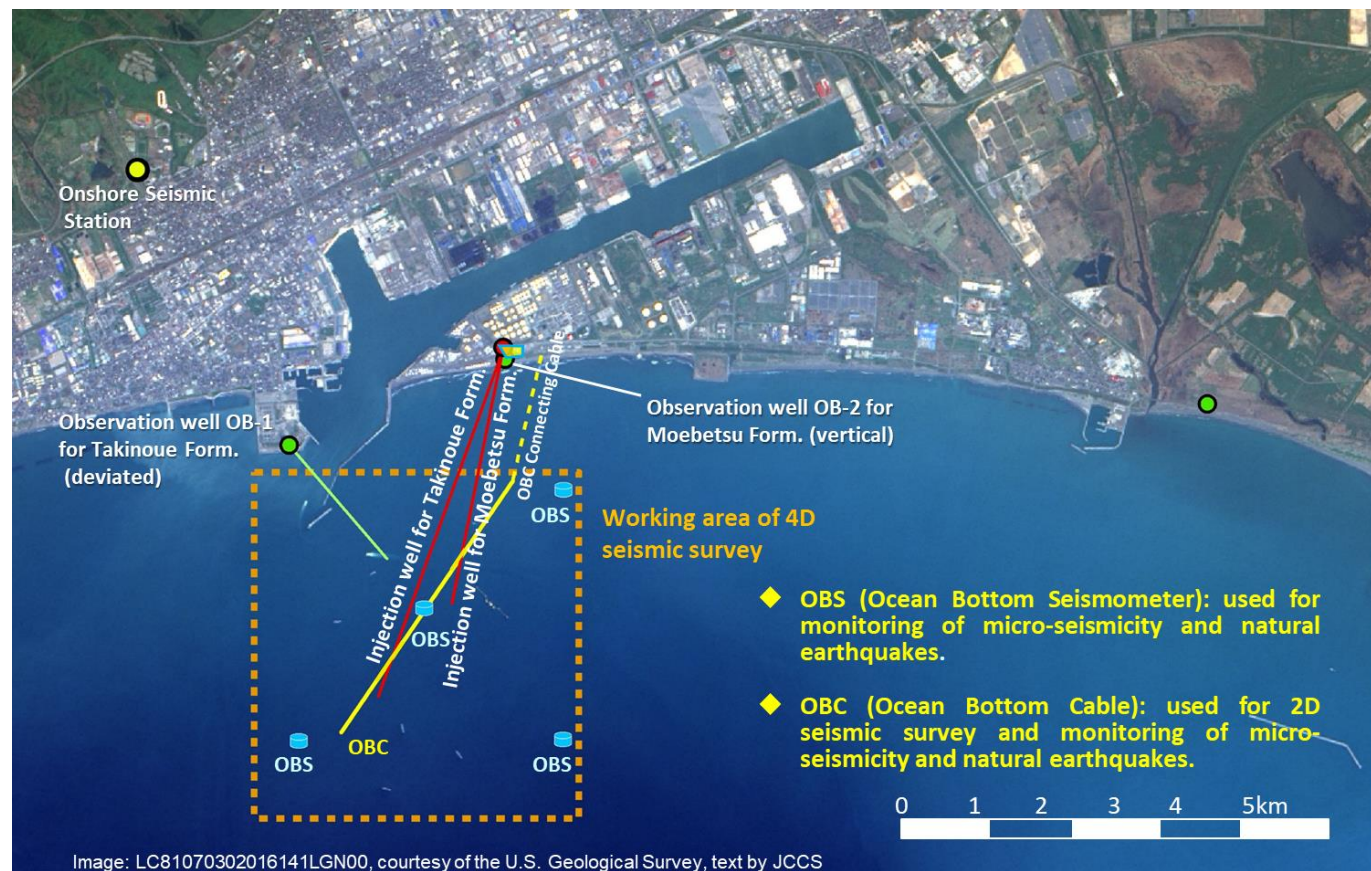 Onshore Seismic
Station
Observation well OB-1
for Takinoue Form.
(deviated)
Injection well for Takinoue Form.
Injection well for Moebetsu Form.
OBC Connecting Cable
Observation well OB-2 for
Moebetsu Form. (vertical)
OBS
Working area of 4D
seismic survey
OBS
OBS
OBC
OBS
◆ OBS (Ocean Bottom Seismometer): used for
monitoring of micro-seismicity and natural
earthquakes.
◆ OBC (Ocean Bottom Cable): used for 2D
seismic survey and monitoring of micro-
seismicity and natural earthquakes.
0 1 2 3 4 5km
Image: LC81070302016141LGN00, courtesy of the U.S. Geological Survey, text by JCCS